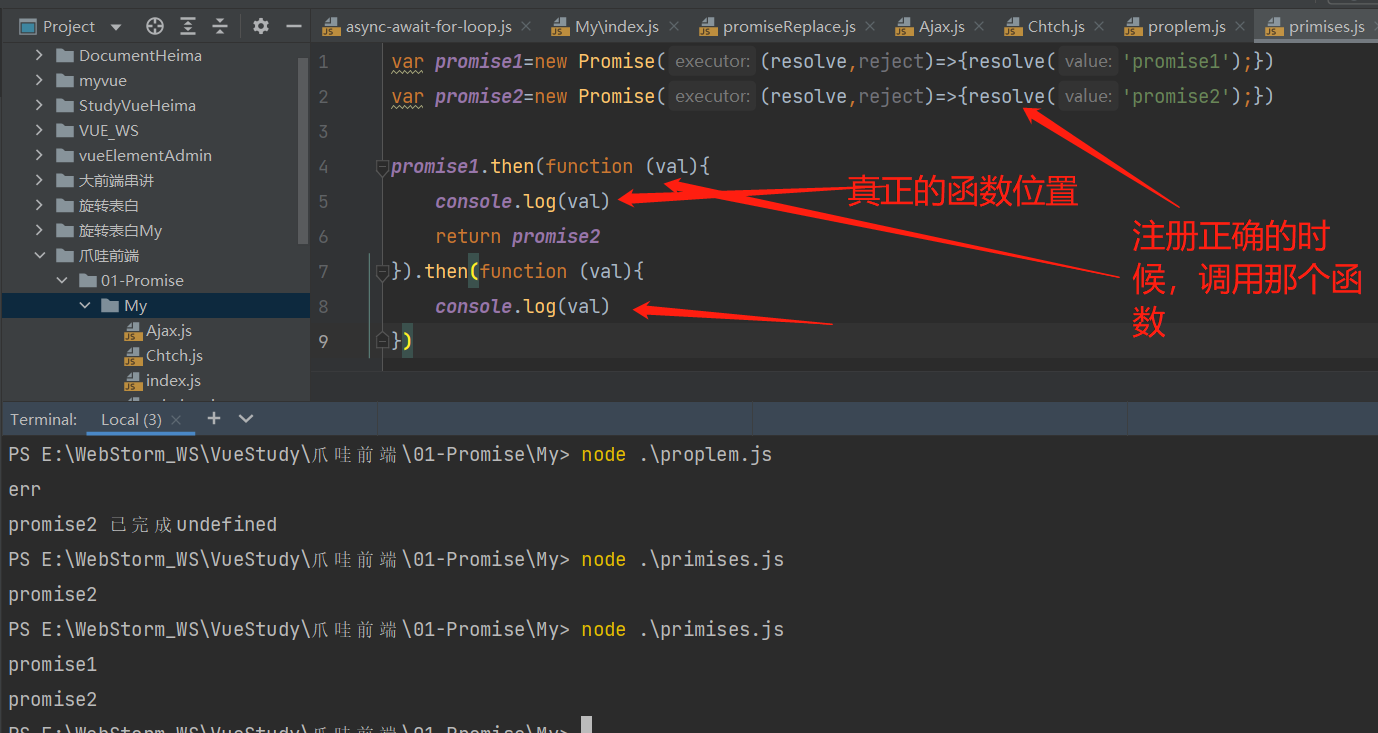 Project
async-await-for-loop.js
My\index.js
promiseReplace.js
Ajax.js
Chtch.js
proplem.js
primises.js
DocumentHeima
myvue
StudyVueHeima
VUE_WS
vueElementAdmin
大前端串讲
旋转表白
旋转表白My
爪哇前端
01-Promise
My
Ajax.js
Chtch.js
index.js
1 var promise1=new Promise( executor: (resolve,reject)=>{resolve( value: 'promise1');})
2 var promise2=new Promise( executor: (resolve,reject)=>{resolve( value: 'promise2');})
3
4 promise1.then(function (val){
5 console.log(val)
6 return promise2
7 }).then(function (val){
8 console.log(val)
9 })
真正的函数位置
注册正确的时
候，调用那个函
数
Terminal: Local (3)
PS E:\WebStorm_WS\VueStudy\爪哇前端\01-Promise\My> node .\proplem.js
err
promise2 已完成undefined
PS E:\WebStorm_WS\VueStudy\爪哇前端\01-Promise\My> node .\primises.js
promise2
PS E:\WebStorm_WS\VueStudy\爪哇前端\01-Promise\My> node .\primises.js
promise1
promise2
PS E:\WebStorm_WS\VueStudy\爪哇前端\01-Promise\My>